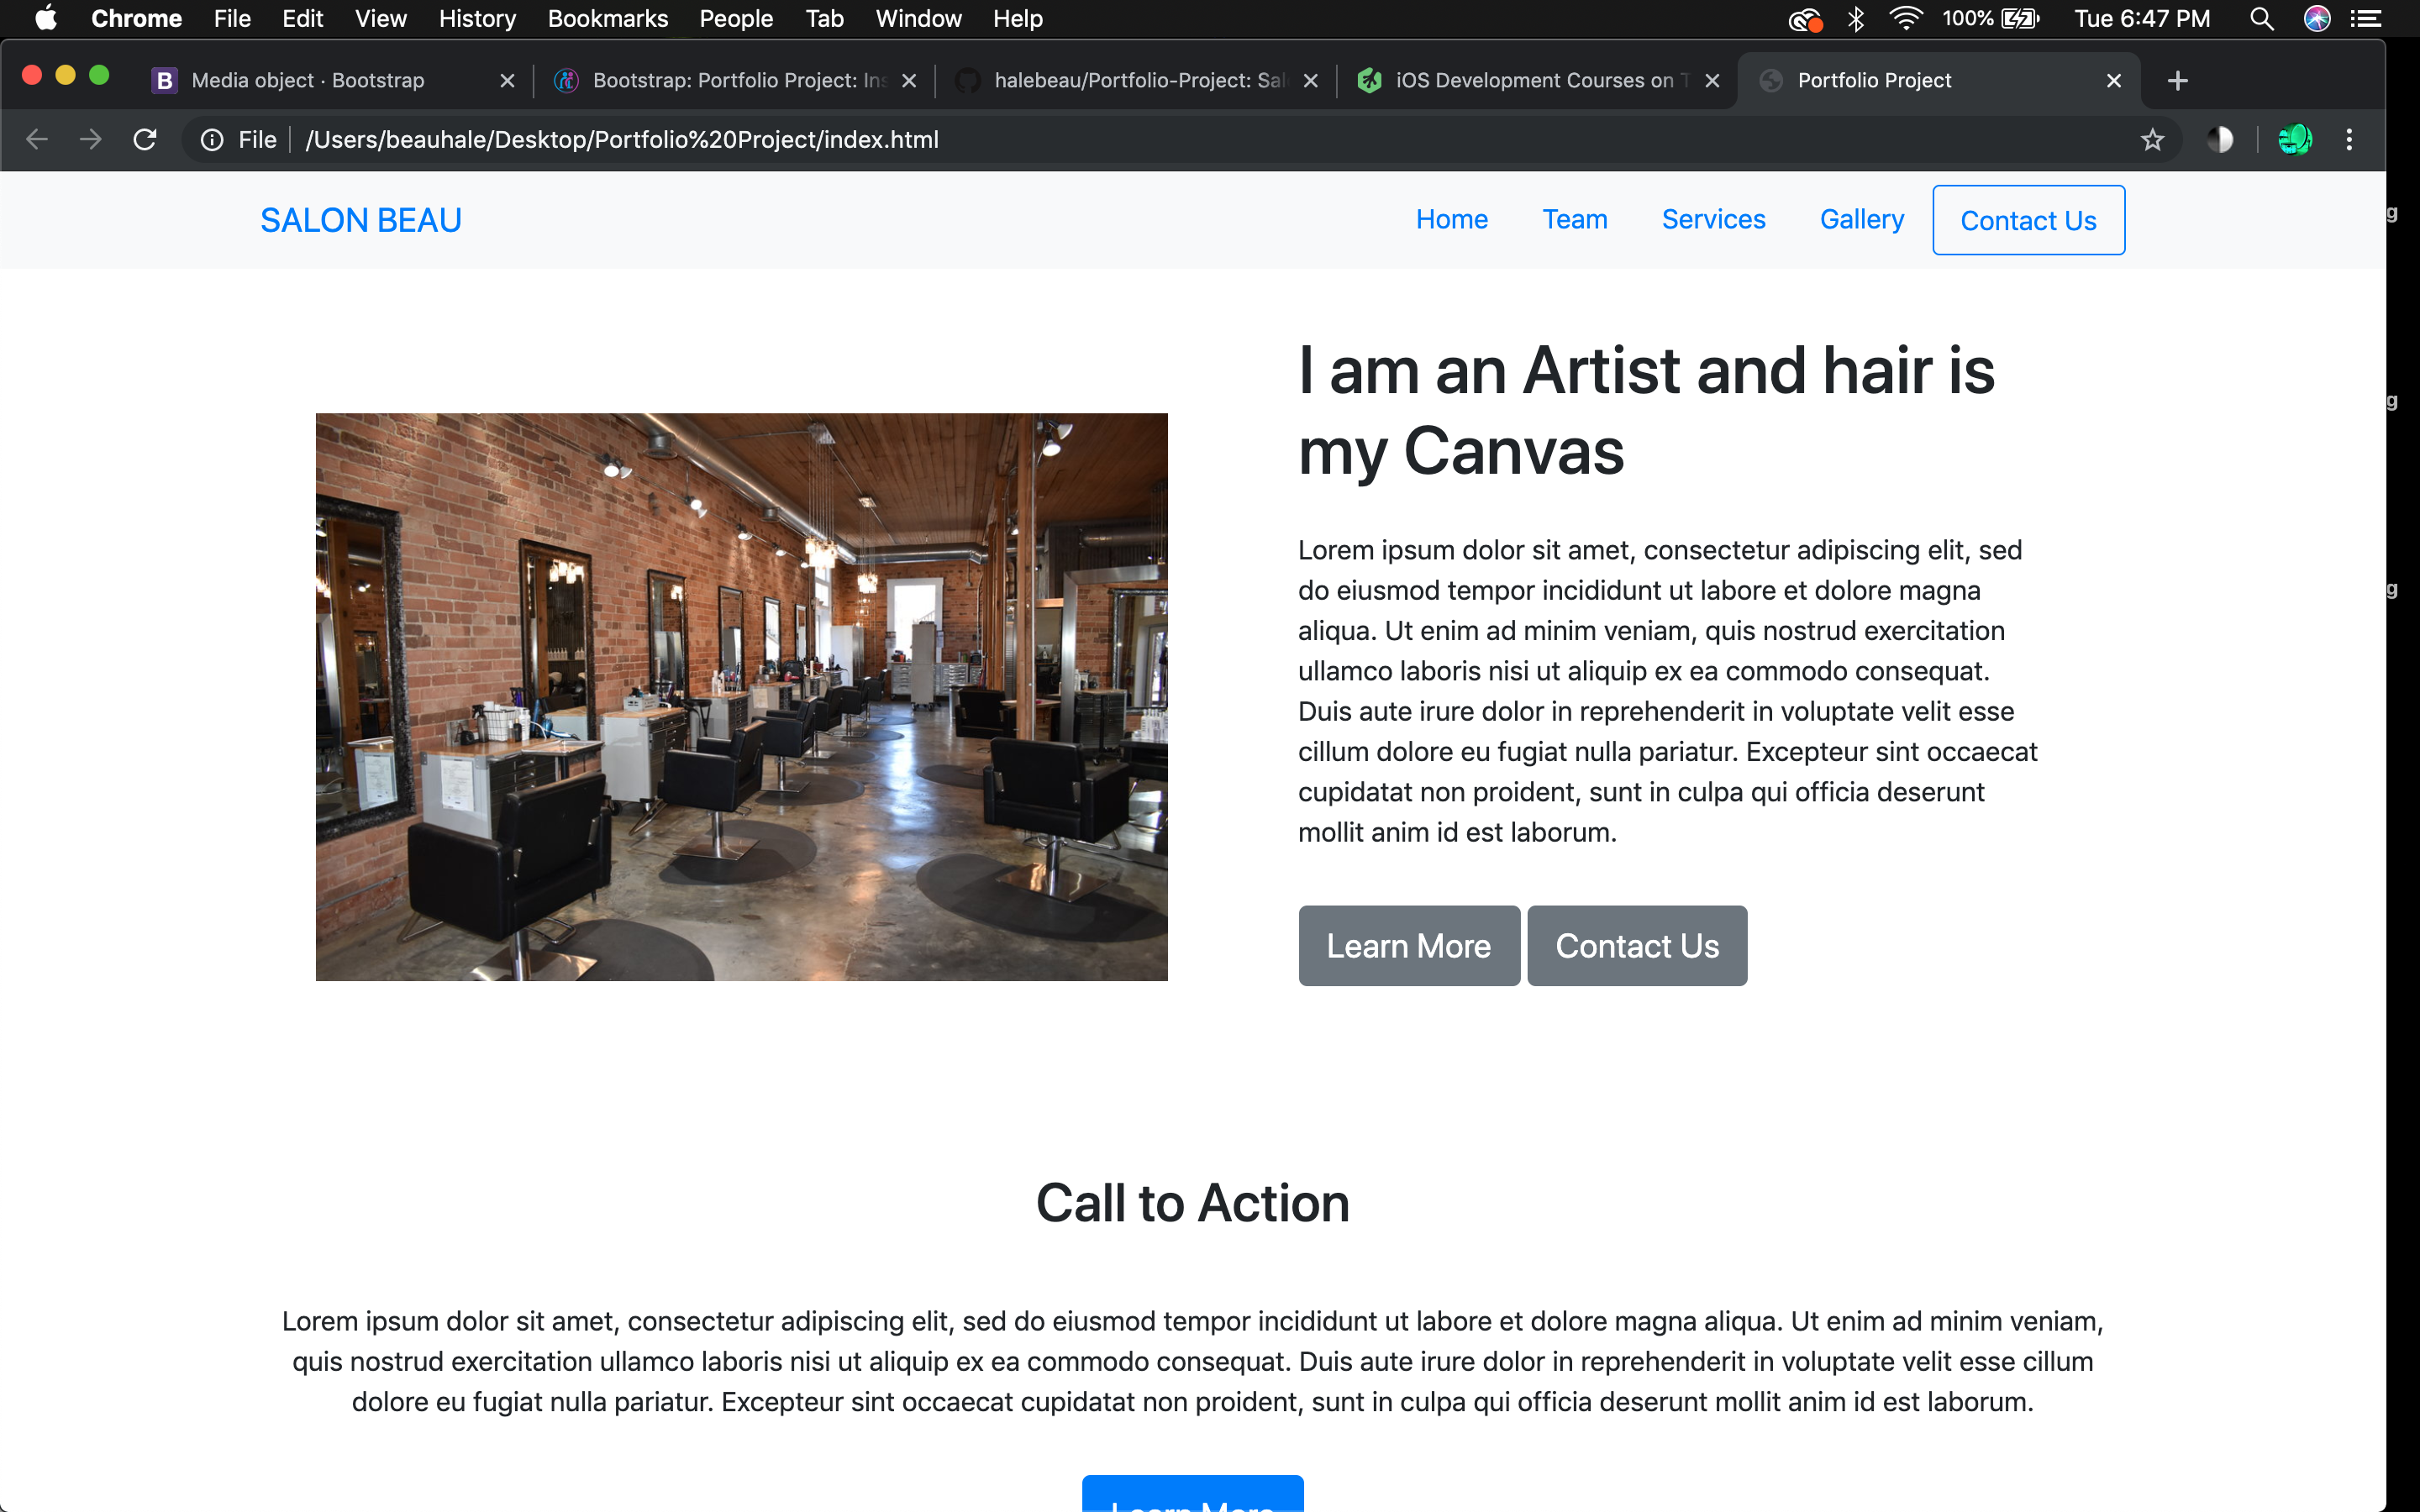 Chrome File Edit View History Bookmarks People Tab Window Help 100% Tue 6:47 PM
B Media object · Bootstrap Bootstrap: Portfolio Project: Ins halebeau/Portfolio-Project: Sal iOS Development Courses on T Portfolio Project
File /Users/beauhale/Desktop/Portfolio%20Project/index.html
SALON BEAU Home Team Services Gallery Contact Us
g
I am an Artist and hair is
my Canvas
g
Lorem ipsum dolor sit amet, consectetur adipiscing elit, sed
do eiusmod tempor incididunt ut labore et dolore magna
g
aliqua. Ut enim ad minim veniam, quis nostrud exercitation
ullamco laboris nisi ut aliquip ex ea commodo consequat.
Duis aute irure dolor in reprehenderit in voluptate velit esse
cillum dolore eu fugiat nulla pariatur. Excepteur sint occaecat
cupidatat non proident, sunt in culpa qui officia deserunt
mollit anim id est laborum.
Learn More Contact Us
Call to Action
Lorem ipsum dolor sit amet, consectetur adipiscing elit, sed do eiusmod tempor incididunt ut labore et dolore magna aliqua. Ut enim ad minim veniam,
quis nostrud exercitation ullamco laboris nisi ut aliquip ex ea commodo consequat. Duis aute irure dolor in reprehenderit in voluptate velit esse cillum
dolore eu fugiat nulla pariatur. Excepteur sint occaecat cupidatat non proident, sunt in culpa qui officia deserunt mollit anim id est laborum.
Learn More